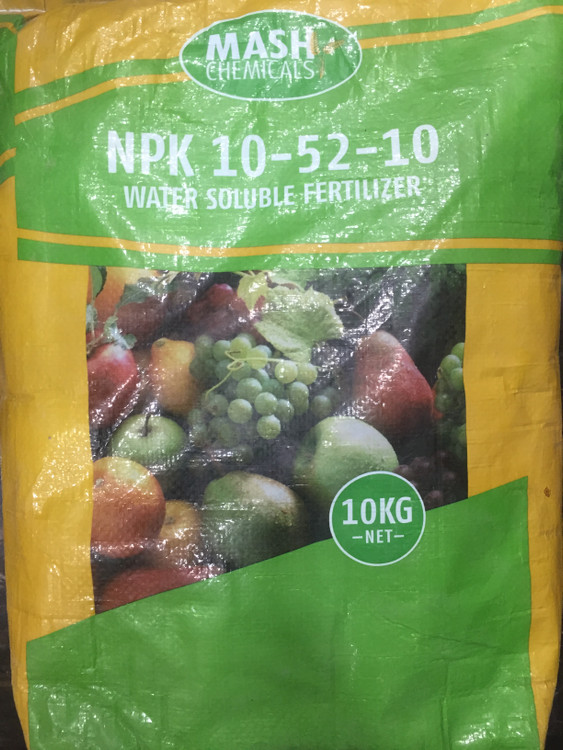 MASH
CHEMICALS
NPK 10-52-10
WATER SOLUBLE FERTILIZER
10KG
-NET-